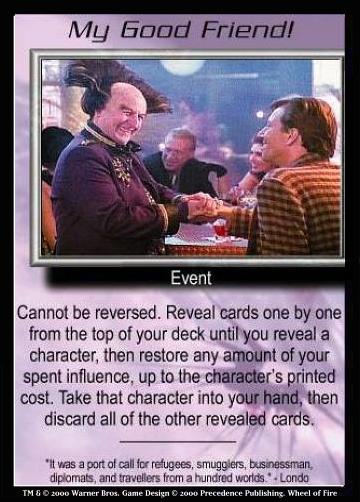 My Good Friend!
Event
Cannot be reversed. Reveal cards one by one
from the top of your deck until you reveal a
character, then restore any amount of your
spent influence, up to the character's printed
cost. Take that character into your hand, then
discard all of the other revealed cards.
"It was a port of call for refugees, smugglers, businessman,
diplomats, and travellers from a hundred worlds." - Londo
TM & © 2000 Warner Bros. Game Design © 2000 Precedence Publishing. Wheel of Fire